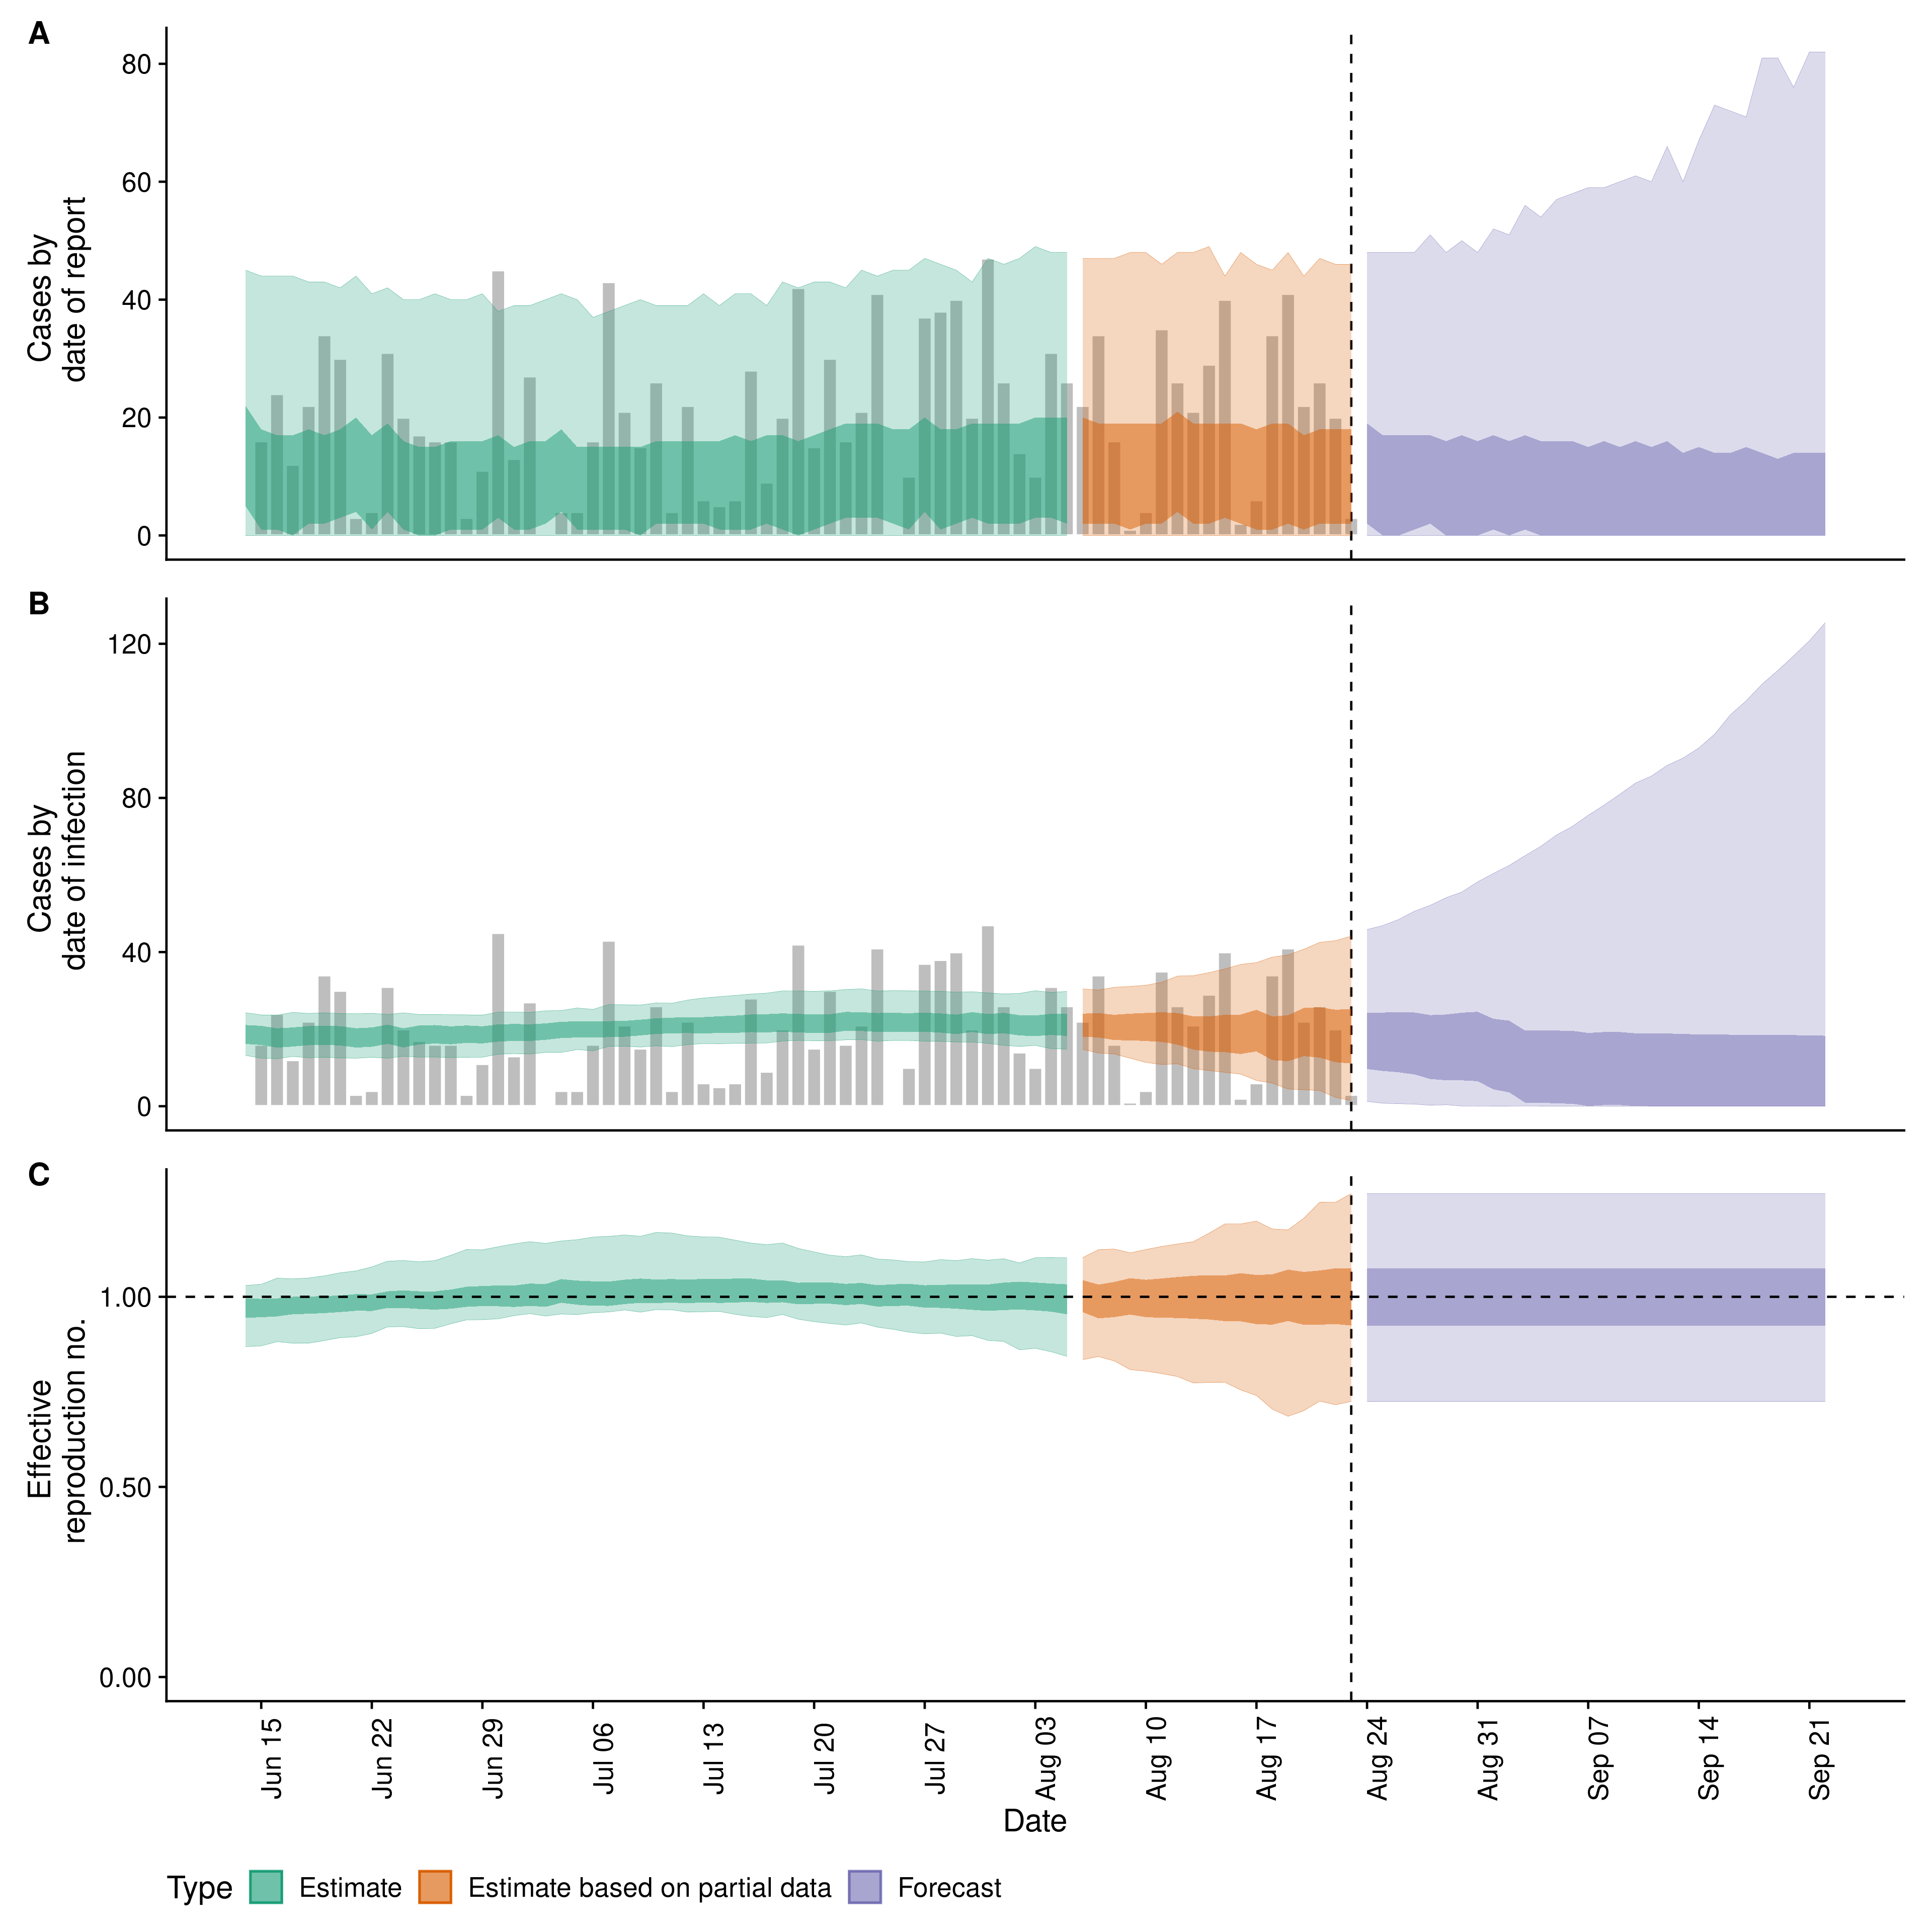 A
80
60
40
20
0
Cases by
date of report
B
120
80
40
0
Cases by
date of infection
C
1.00
0.50
0.00
Effective
reproduction no.
Jun 15
Jun 22
Jun 29
Jul 06
Jul 13
Jul 20
Jul 27
Aug 03
Aug 10
Aug 17
Aug 24
Aug 31
Sep 07
Sep 14
Sep 21
Date
Type Estimate Estimate based on partial data Forecast